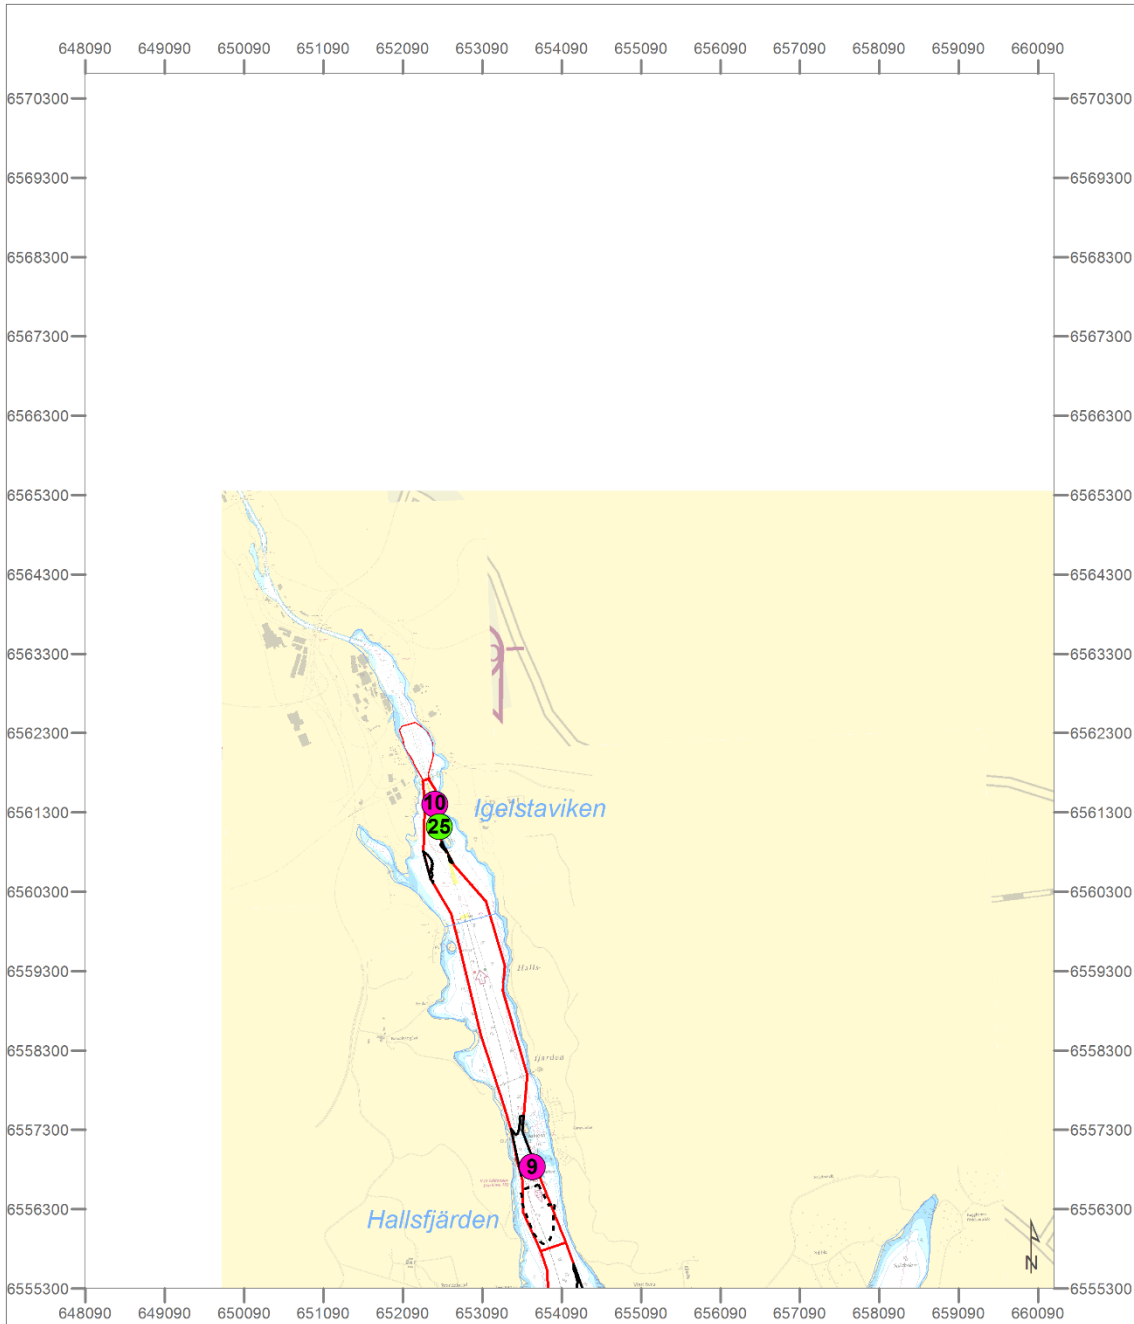 648090 649090 650090 651090 652090 653090 654090 655090 656090 657090 658090 659090 660090
6570300 6570300
6569300 6569300
6568300 6568300
6567300 6567300
6566300 6566300
6565300 6565300
6564300 6564300
6563300 6563300
6562300 6562300
6561300 10 Igelstaviken 6561300
25
6560300 6560300
6559300 Halls- 6559300
6558300 fjärden 6558300
6557300 6557300
9
6556300 Hallsfjärden 6556300
N
6555300 6555300
648090 649090 650090 651090 652090 653090 654090 655090 656090 657090 658090 659090 660090